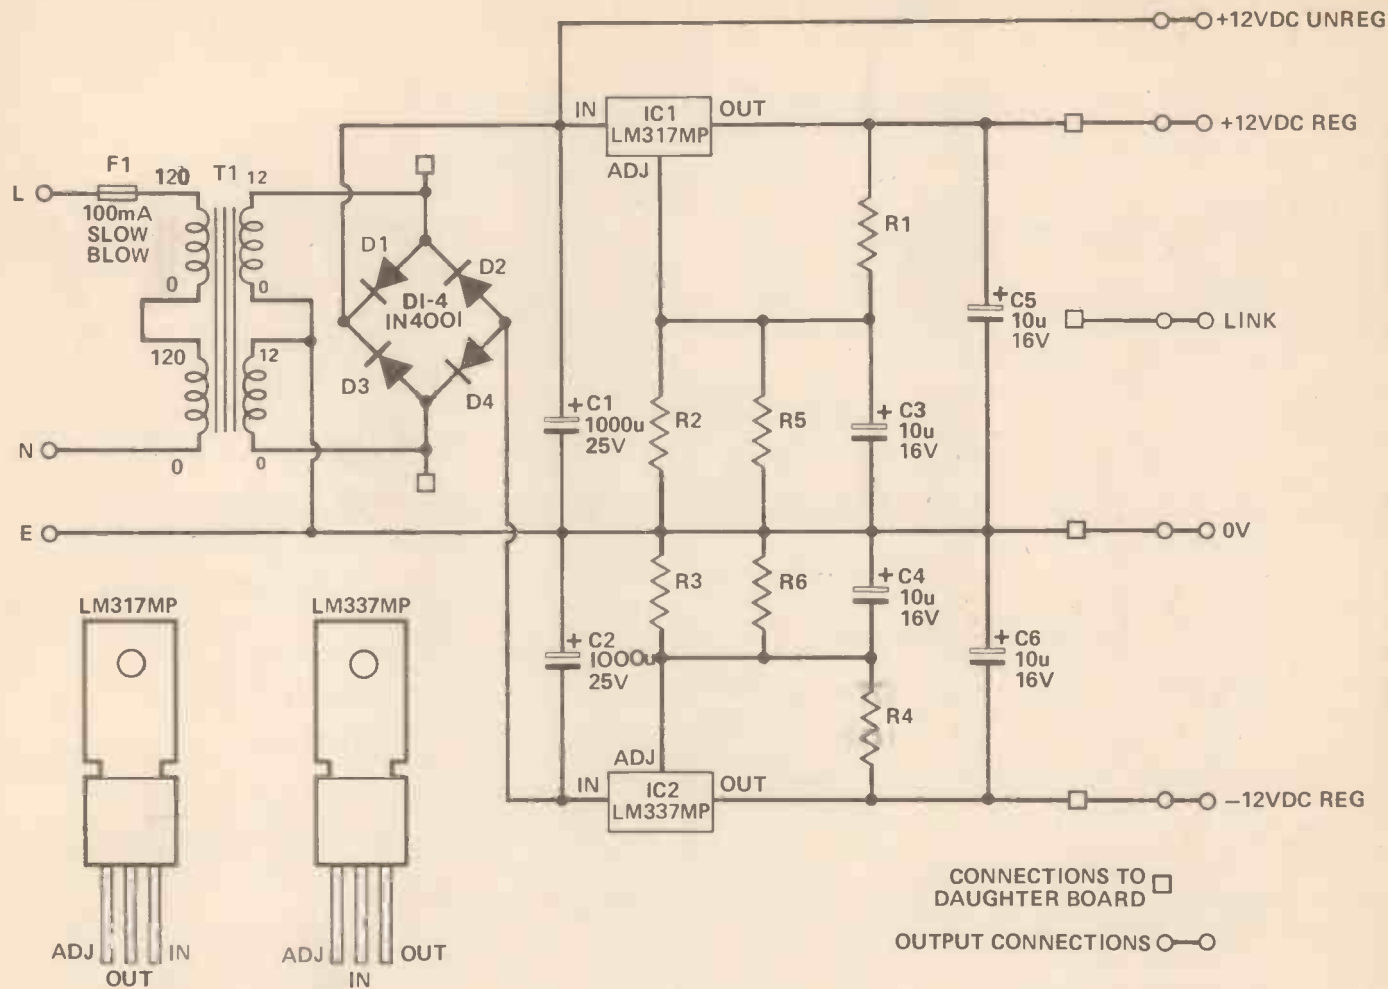 +12VDC UNREG
IN
IC1
LM317MP
OUT
ADJ
+12VDC REG
F1
120
T1
12
L
100mA
SLOW
BLOW
0
0
D1
D2
D1-4
IN4001
D3
D4
120
12
N
0
0
+ C1
1000u
25V
R1
R2
R5
+ C3
10u
16V
+ C5
10u
16V
LINK
E
0V
R3
R6
+ C4
10u
16V
+ C2
1000u
25V
+ C6
10u
16V
R4
ADJ
IN
IC2
LM337MP
OUT
−12VDC REG
LM317MP
LM337MP
ADJ
OUT
IN
ADJ
IN
OUT
CONNECTIONS TO
DAUGHTER BOARD
OUTPUT CONNECTIONS